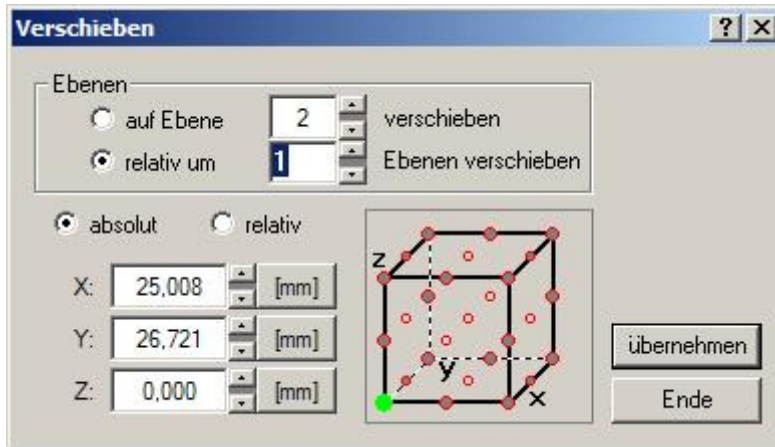 Verschieben
Ebenen
auf Ebene 2 verschieben
relativ um 1 Ebenen verschieben
absolut relativ
X: 25,008 [mm]
Y: 26,721 [mm]
Z: 0,000 [mm]
z
y
x
übernehmen
Ende